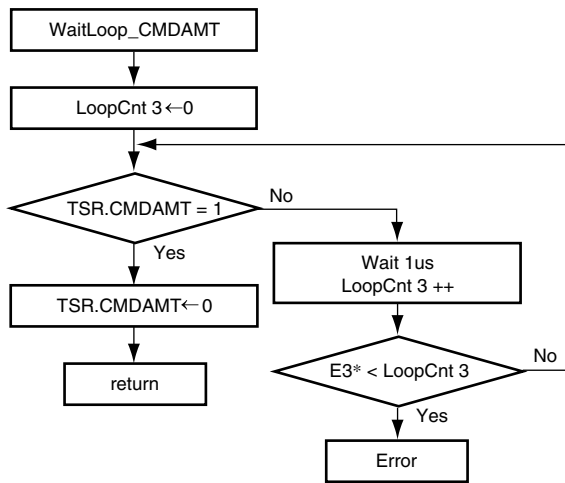 WaitLoop_CMDAMT
LoopCnt 3←0
TSR.CMDAMT = 1
No
Yes
Wait 1us
LoopCnt 3 ++
TSR.CMDAMT←0
E3* < LoopCnt 3
No
return
Yes
Error